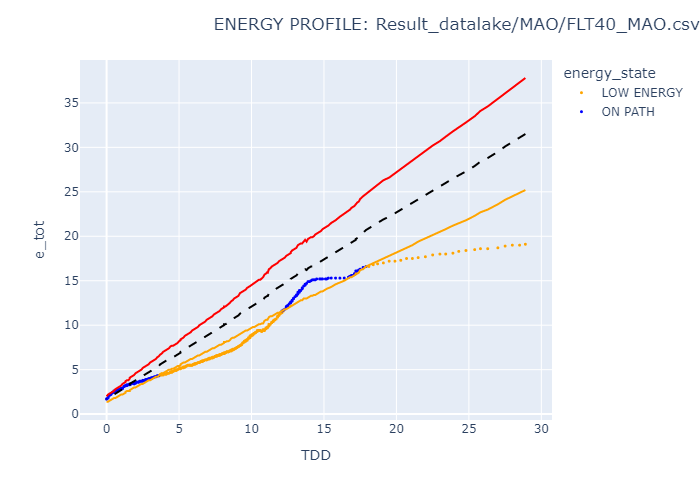 ENERGY PROFILE: Result_datalake/MAO/FLT40_MAO.csv
energy_state
LOW ENERGY
ON PATH
e_tot
35
30
25
20
15
10
5
0
0
5
10
15
20
25
30
TDD